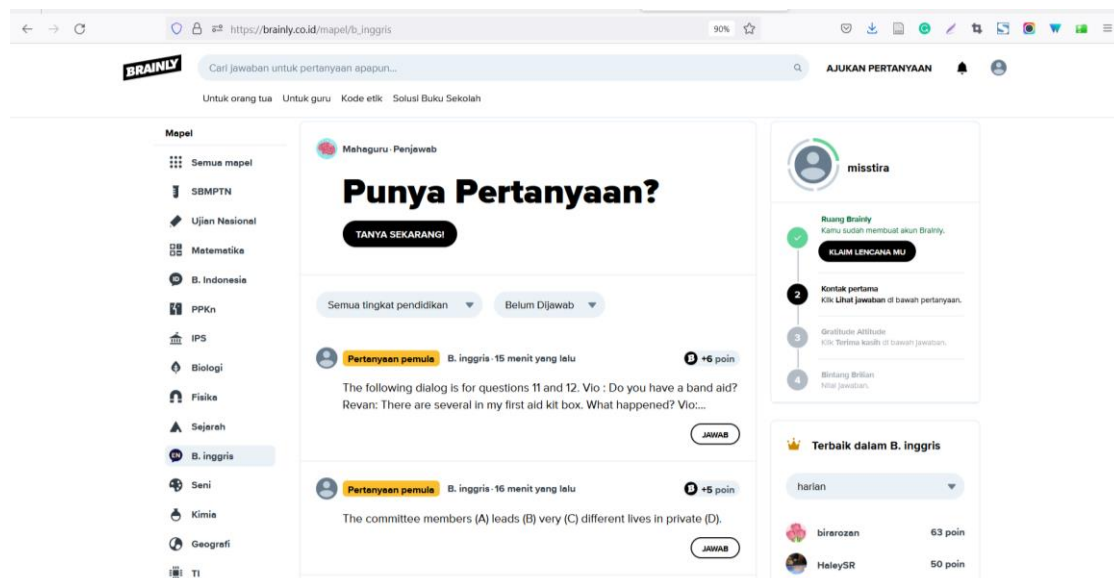 https://brainly.co.id/mapel/b_inggris
90%
BRAINLY
Cari jawaban untuk pertanyaan apapun...
AJUKAN PERTANYAAN
Untuk orang tua Untuk guru Kode etik Solusi Buku Sekolah
Mapel
Semua mapel
SBMPTN
Ujian Nasional
Matematika
B. Indonesia
PPKn
IPS
Biologi
Fisika
Sejarah
B. inggris
Seni
Kimia
Geografi
TI
Mahaguru · Penjawab
Punya Pertanyaan?
TANYA SEKARANG!
Semua tingkat pendidikan
Belum Dijawab
Pertanyaan pemula B. inggris · 15 menit yang lalu +6 poin
The following dialog is for questions 11 and 12. Vio : Do you have a band aid?
Revan: There are several in my first aid kit box. What happened? Vio:...
JAWAB
Pertanyaan pemula B. inggris · 16 menit yang lalu +5 poin
The committee members (A) leads (B) very (C) different lives in private (D).
JAWAB
misstira
Ruang Brainly
Kamu sudah membuat akun Brainly.
KLAIM LENCANA MU
2
Kontak pertama
Klik Lihat jawaban di bawah pertanyaan.
3
Gratitude Attitude
Klik Terima kasih di bawah jawaban.
4
Bintang Brilian
Nilai jawaban.
Terbaik dalam B. inggris
harian
birarozan 63 poin
HaleySR 50 poin